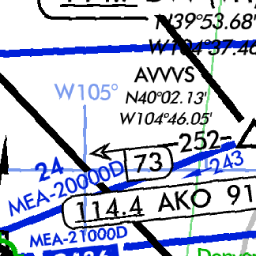 N39°53.68'
W104°37.46
AVVVS
N40°02.13'
W104°46.05'
W105°
252
73
243
24
MEA-20000D
114.4 AKO 91
MEA-21000D